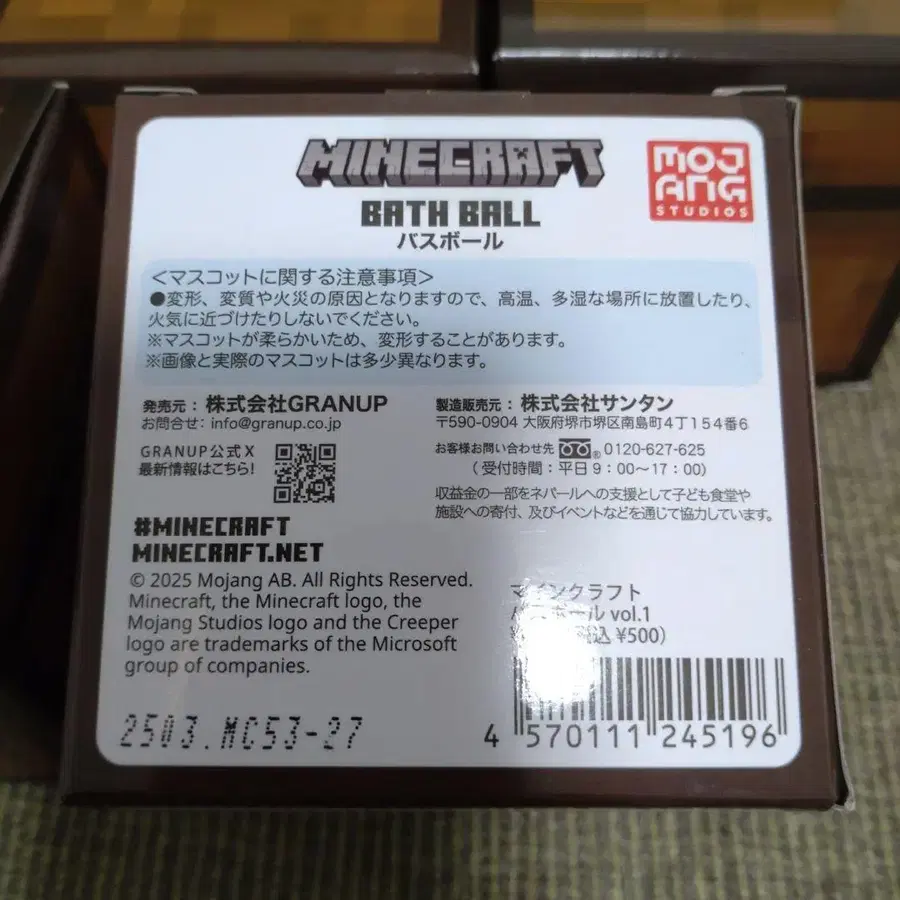 MINECRAFT
MOJANG
STUDIOS
BATH BALL
バスボール
＜マスコットに関する注意事項＞
●変形、変質や火災の原因となりますので、高温、多湿な場所に放置したり、
火気に近づけたりしないでください。
※マスコットが柔らかいため、変形することがあります。
※画像と実際のマスコットは多少異なります。
発売元：株式会社GRANUP
お問合せ：info@granup.co.jp
GRANUP公式X
最新情報はこちら!
製造販売元：株式会社サンタン
〒590-0904 大阪府堺市堺区南島町4丁154番6
お客様お問い合わせ先 0120-627-625
（受付時間：平日9：00〜17：00）
収益金の一部をネパールへの支援として子ども食堂や
施設への寄付、及びイベントなどを通じて協力しています。
#MINECRAFT
MINECRAFT.NET
© 2025 Mojang AB. All Rights Reserved.
Minecraft, the Minecraft logo, the
Mojang Studios logo and the Creeper
logo are trademarks of the Microsoft
group of companies.
マインクラフト
バスボール vol.1
税込 ¥500）
2503.MC53-27
4 570111 245196